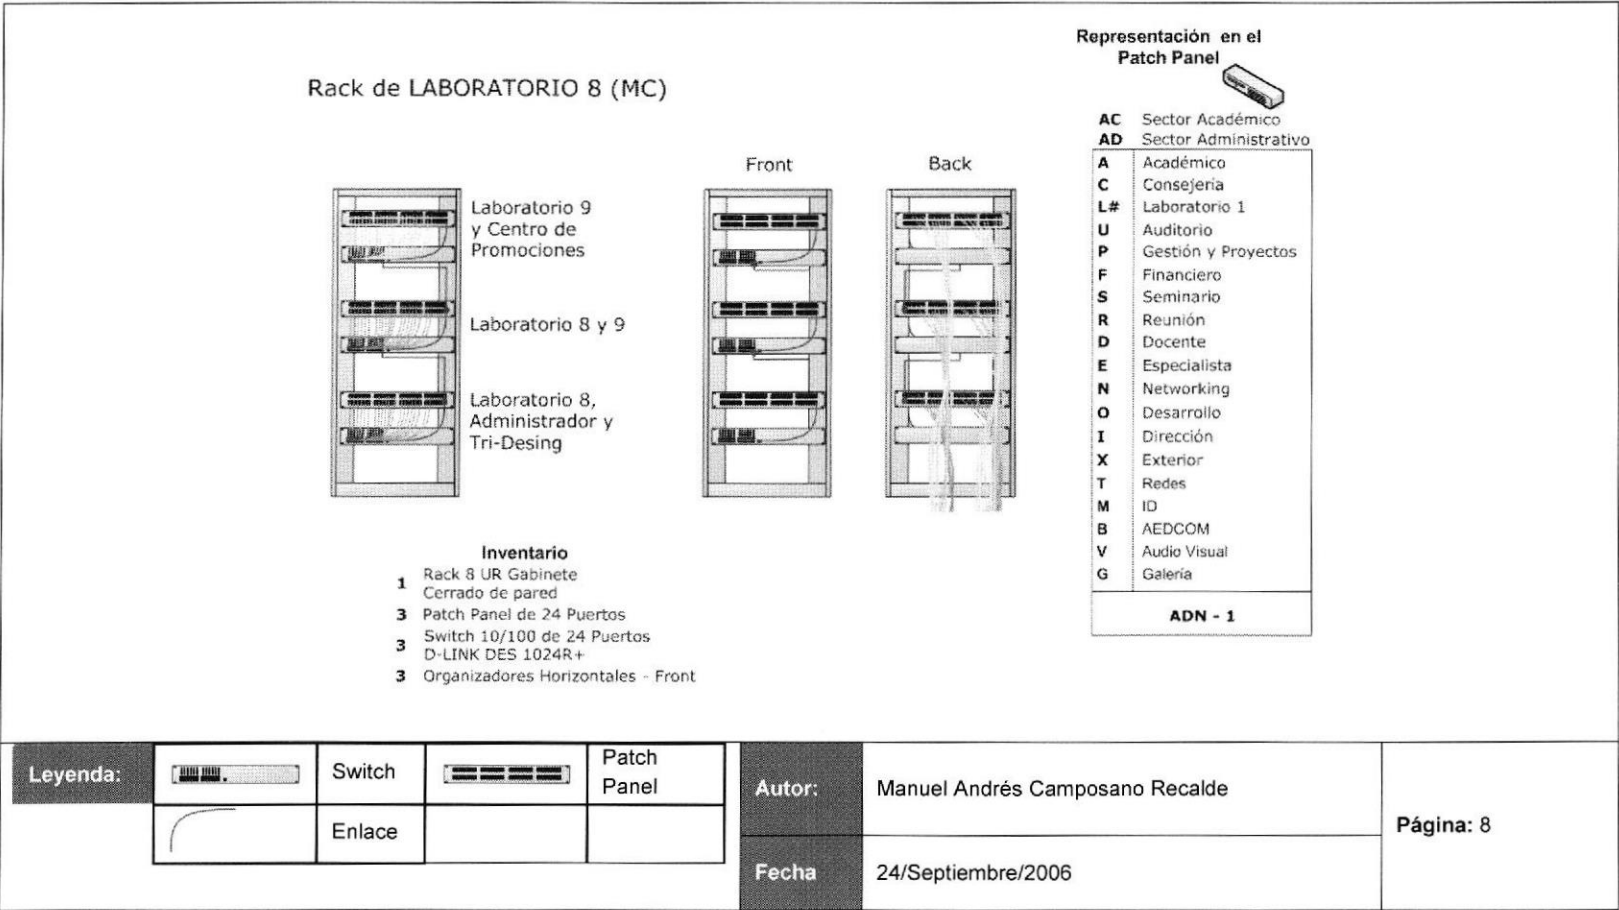 Rack de LABORATORIO 8 (MC)
Laboratorio 9
y Centro de
Promociones
Laboratorio 8 y 9
Laboratorio 8,
Administrador y
Tri-Desing
Front
Back
Representación en el
Patch Panel
AC Sector Académico
AD Sector Administrativo
A Académico
C Consejería
L# Laboratorio 1
U Auditorio
P Gestión y Proyectos
F Financiero
S Seminario
R Reunión
D Docente
E Especialista
N Networking
O Desarrollo
I Dirección
X Exterior
T Redes
M ID
B AEDCOM
V Audio Visual
G Galería
ADN - 1
Inventario
1 Rack 8 UR Gabinete
Cerrado de pared
3 Patch Panel de 24 Puertos
3 Switch 10/100 de 24 Puertos
D-LINK DES 1024R+
3 Organizadores Horizontales - Front
Leyenda:
Switch
Patch
Panel
Enlace
Autor:
Manuel Andrés Camposano Recalde
Fecha
24/Septiembre/2006
Página: 8